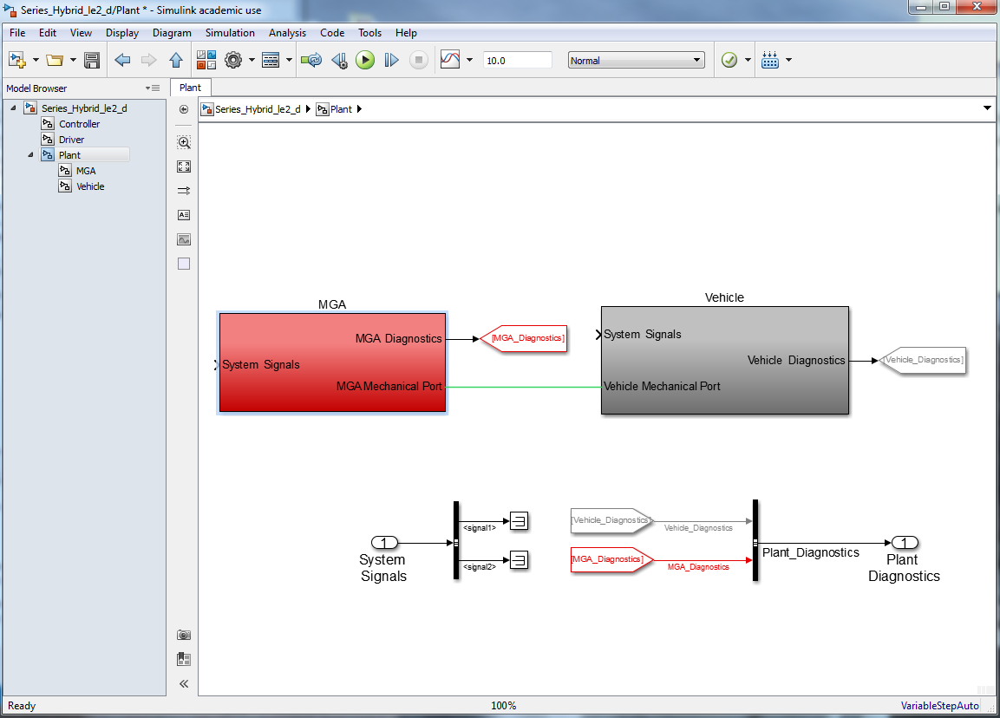 Series_Hybrid_le2_d/Plant * - Simulink academic use
File Edit View Display Diagram Simulation Analysis Code Tools Help
10.0
Normal
Model Browser
Plant
Series_Hybrid_le2_d
Controller
Driver
Plant
MGA
Vehicle
Series_Hybrid_le2_d
Plant
MGA
MGA Diagnostics
System Signals
MGA Mechanical Port
[MGA_Diagnostics]
Vehicle
System Signals
Vehicle Diagnostics
Vehicle Mechanical Port
[Vehicle_Diagnostics]
1
System
Signals
<signal1>
<signal2>
[Vehicle_Diagnostics]
Vehicle_Diagnostics
[MGA_Diagnostics]
MGA_Diagnostics
Plant_Diagnostics
1
Plant
Diagnostics
Ready
100%
VariableStepAuto